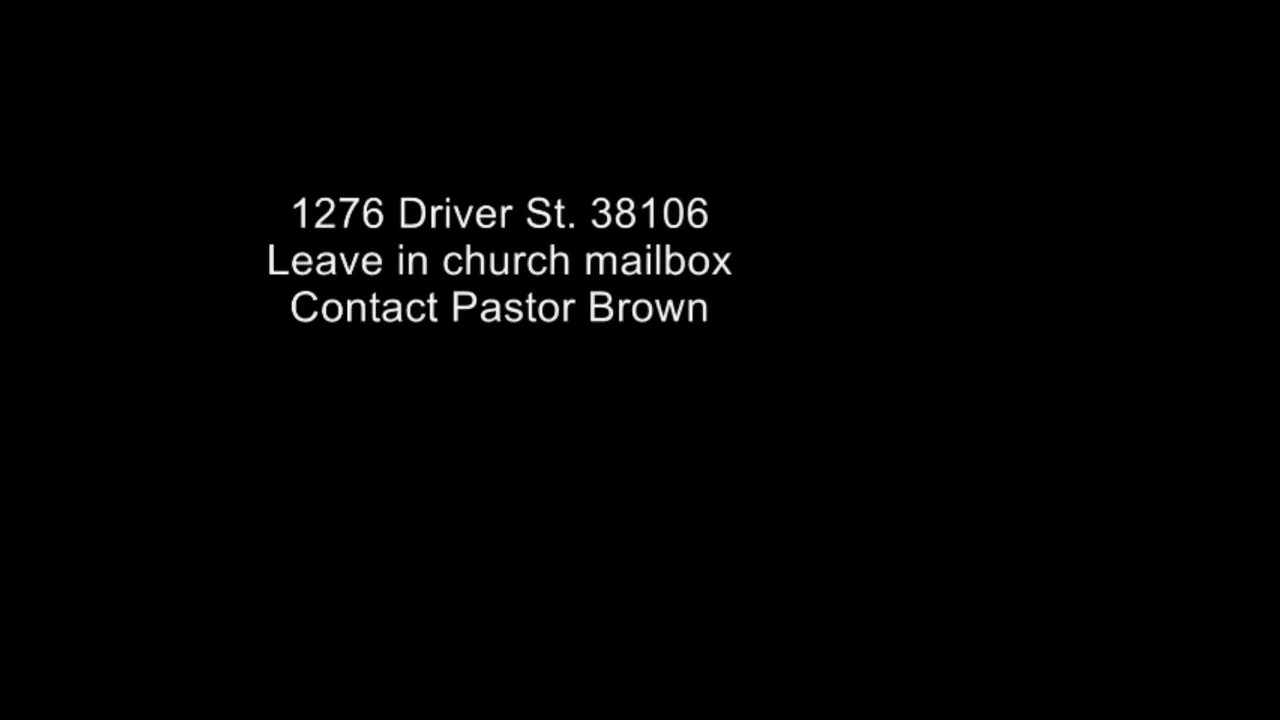 1276 Driver St. 38106
Leave in church mailbox
Contact Pastor Brown